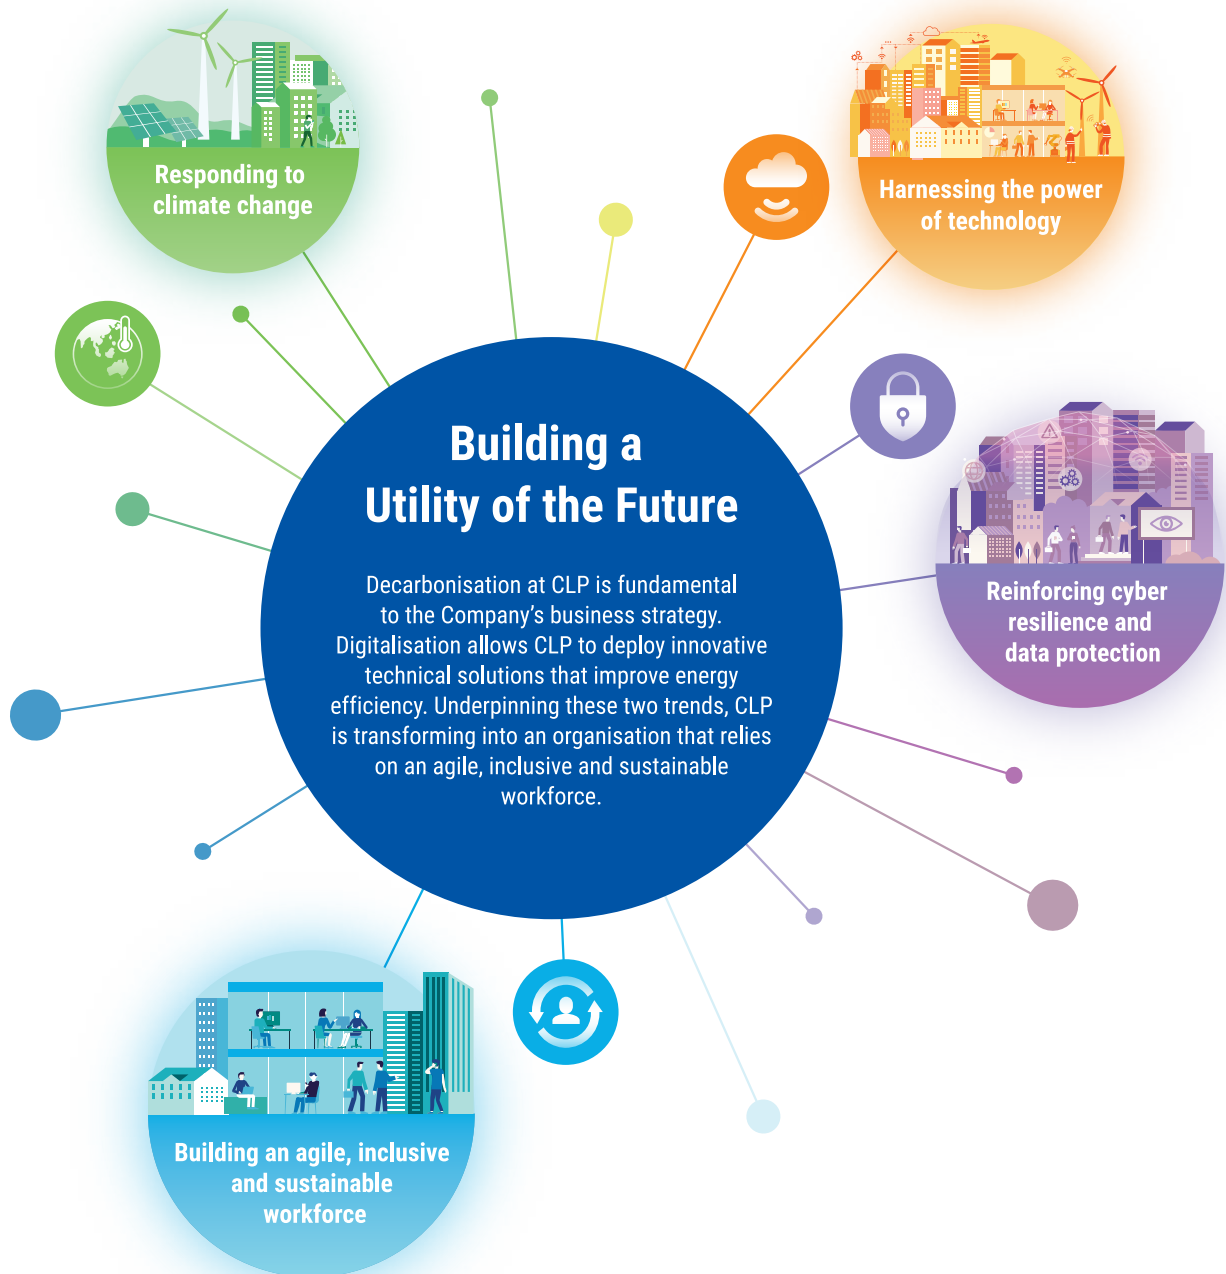 Responding to
climate change
Harnessing the power
of technology
Building a
Utility of the Future
Decarbonisation at CLP is fundamental
to the Company’s business strategy.
Digitalisation allows CLP to deploy innovative
technical solutions that improve energy
efficiency. Underpinning these two trends, CLP
is transforming into an organisation that relies
on an agile, inclusive and sustainable
workforce.
Reinforcing cyber
resilience and
data protection
Building an agile, inclusive
and sustainable
workforce